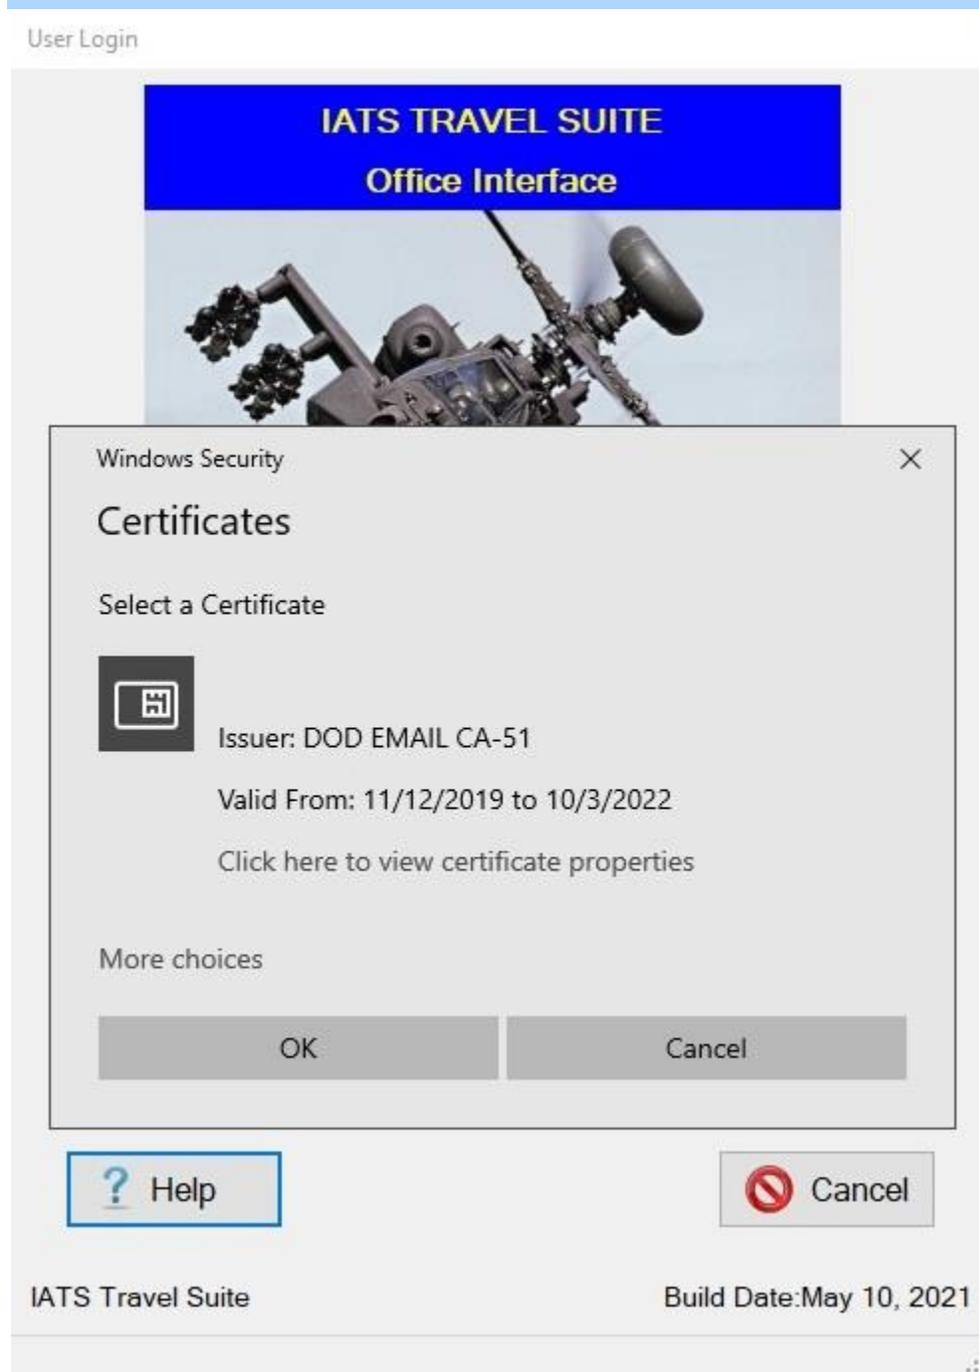 User Login
IATS TRAVEL SUITE
Office Interface
Windows Security
Certificates
Select a Certificate
Issuer: DOD EMAIL CA-51
Valid From: 11/12/2019 to 10/3/2022
Click here to view certificate properties
More choices
OK
Cancel
? Help
Cancel
IATS Travel Suite
Build Date:May 10, 2021